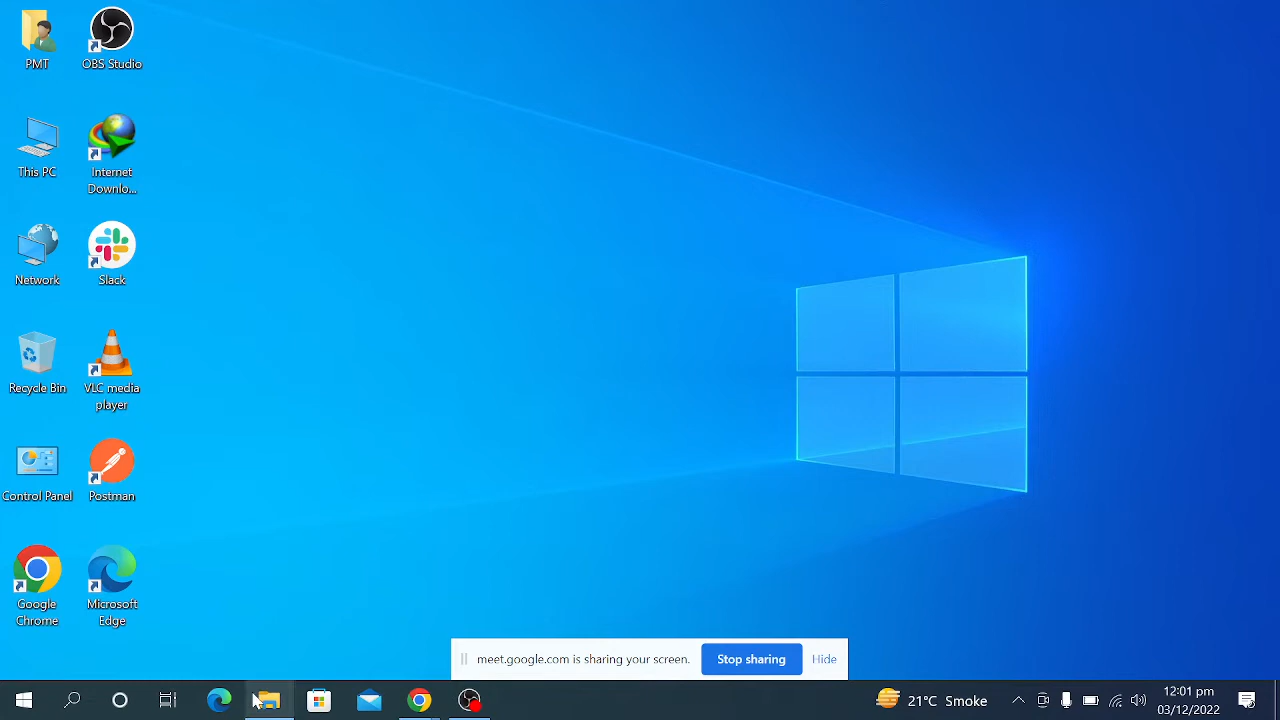 PMT
OBS Studio
This PC
Internet
Downlo...
Network
Slack
Recycle Bin
VLC media
player
Control Panel
Postman
Google
Chrome
Microsoft
Edge
meet.google.com is sharing your screen.
Stop sharing
Hide
21°C Smoke
12:01 pm
03/12/2022